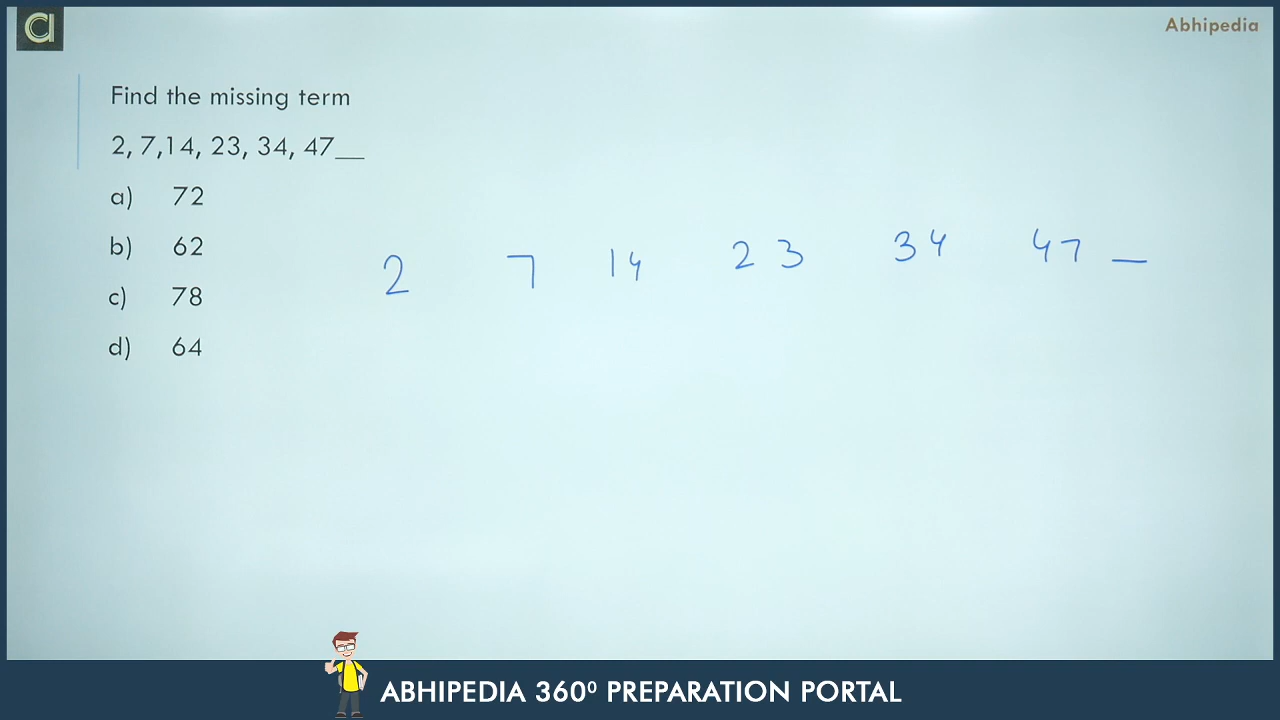 Abhipedia
Find the missing term
2, 7,14, 23, 34, 47__
a) 72
b) 62
c) 78
d) 64
2 7 14 23 34 47 _
ABHIPEDIA 360⁰ PREPARATION PORTAL